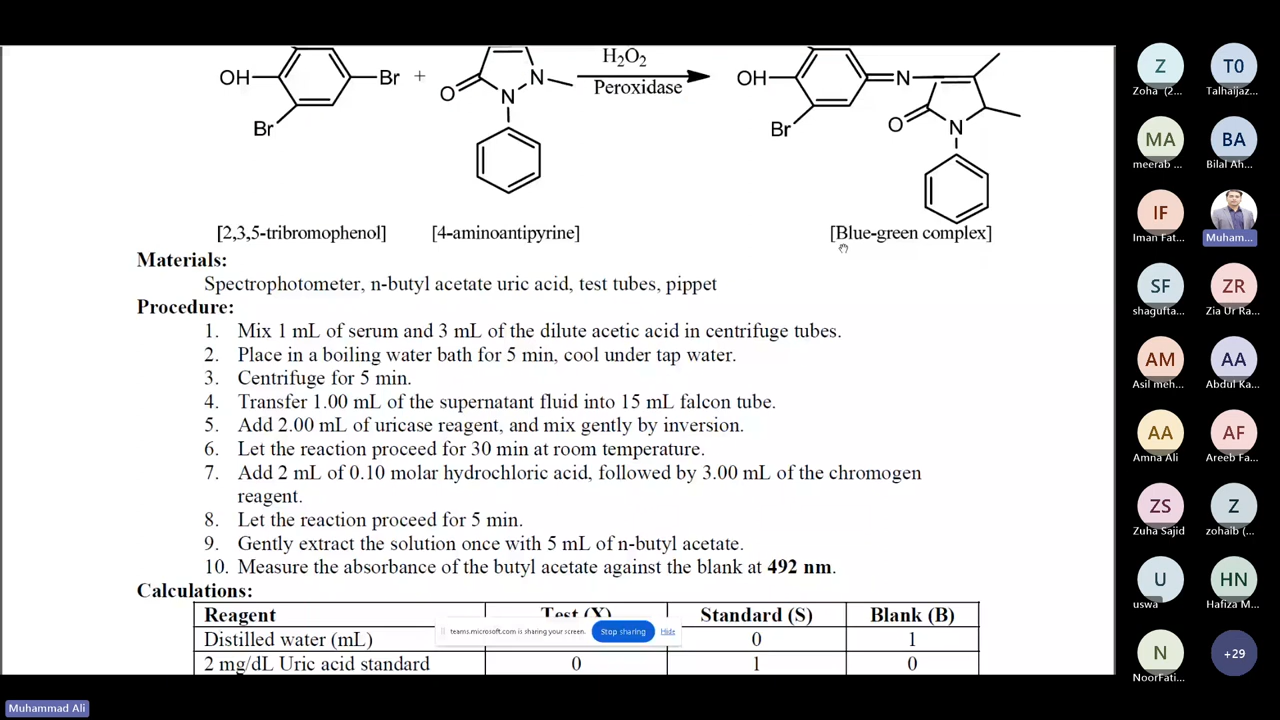 H₂O₂
OH
Br
+
N
OH
N
O
N
Peroxidase
Br
Br
O
N
[2,3,5-tribromophenol] [4-aminoantipyrine] [Blue-green complex]
Materials:
Spectrophotometer, n-butyl acetate uric acid, test tubes, pippet
Procedure:
1. Mix 1 mL of serum and 3 mL of the dilute acetic acid in centrifuge tubes.
2. Place in a boiling water bath for 5 min, cool under tap water.
3. Centrifuge for 5 min.
4. Transfer 1.00 mL of the supernatant fluid into 15 mL falcon tube.
5. Add 2.00 mL of uricase reagent, and mix gently by inversion.
6. Let the reaction proceed for 30 min at room temperature.
7. Add 2 mL of 0.10 molar hydrochloric acid, followed by 3.00 mL of the chromogen
reagent.
8. Let the reaction proceed for 5 min.
9. Gently extract the solution once with 5 mL of n-butyl acetate.
10. Measure the absorbance of the butyl acetate against the blank at 492 nm.
Calculations:
Reagent Test (X) Standard (S) Blank (B)
Distilled water (mL) 0 1
2 mg/dL Uric acid standard 0 1 0
teams.microsoft.com is sharing your screen. Stop sharing Hide
Z T0
Zoha (2... Talhaijaz...
MA BA
meerab ... Bilal Ah...
IF
Iman Fat... Muham...
SF ZR
shagufta... Zia Ur Ra...
AM AA
Asil meh... Abdul Ka...
AA AF
Amna Ali Areeb Fa...
ZS Z
Zuha Sajid zohaib (...
U HN
uswa Hafiza M...
N +29
NoorFati...
Muhammad Ali